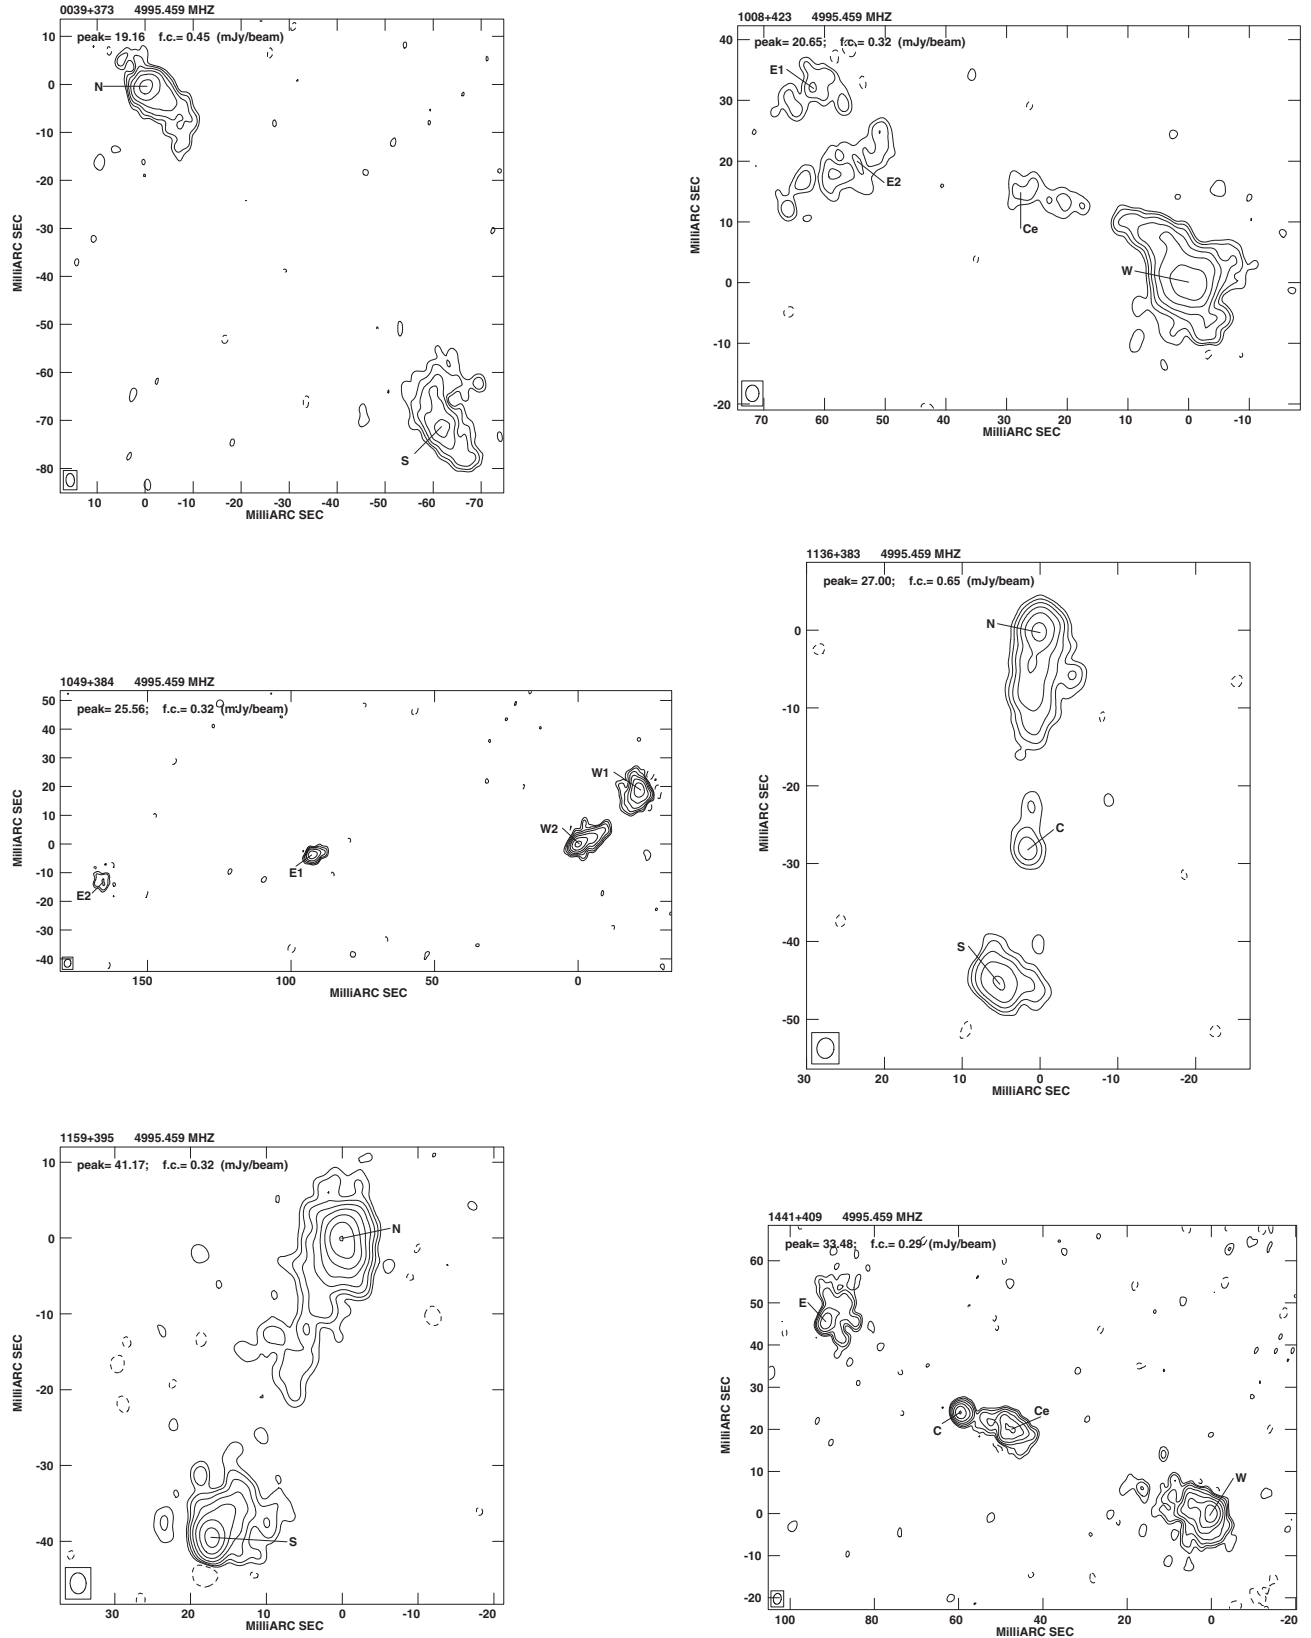 0039+373 4995.459 MHZ
peak= 19.16 f.c.= 0.45 (mJy/beam)
10
0
-10
-20
-30
-40
-50
-60
-70
-80
MilliARC SEC
N
S
10 0 -10 -20 -30 -40 -50 -60 -70
MilliARC SEC
1008+423 4995.459 MHZ
peak= 20.65; f.c.= 0.32 (mJy/beam)
40
30
20
10
0
-10
-20
MilliARC SEC
E1
E2
Ce
W
70 60 50 40 30 20 10 0 -10
MilliARC SEC
1049+384 4995.459 MHZ
peak= 25.56; f.c.= 0.32 (mJy/beam)
50
40
30
20
10
0
-10
-20
-30
-40
MilliARC SEC
W1
W2
E1
E2
150 100 50 0
MilliARC SEC
1136+383 4995.459 MHZ
peak= 27.00; f.c.= 0.65 (mJy/beam)
0
-10
-20
-30
-40
-50
MilliARC SEC
N
C
S
30 20 10 0 -10 -20
MilliARC SEC
1159+395 4995.459 MHZ
peak= 41.17; f.c.= 0.32 (mJy/beam)
10
0
-10
-20
-30
-40
MilliARC SEC
N
S
30 20 10 0 -10 -20
MilliARC SEC
1441+409 4995.459 MHZ
peak= 33.48; f.c.= 0.29 (mJy/beam)
60
50
40
30
20
10
0
-10
-20
MilliARC SEC
E
Ce
C
W
100 80 60 40 20 0 -20
MilliARC SEC